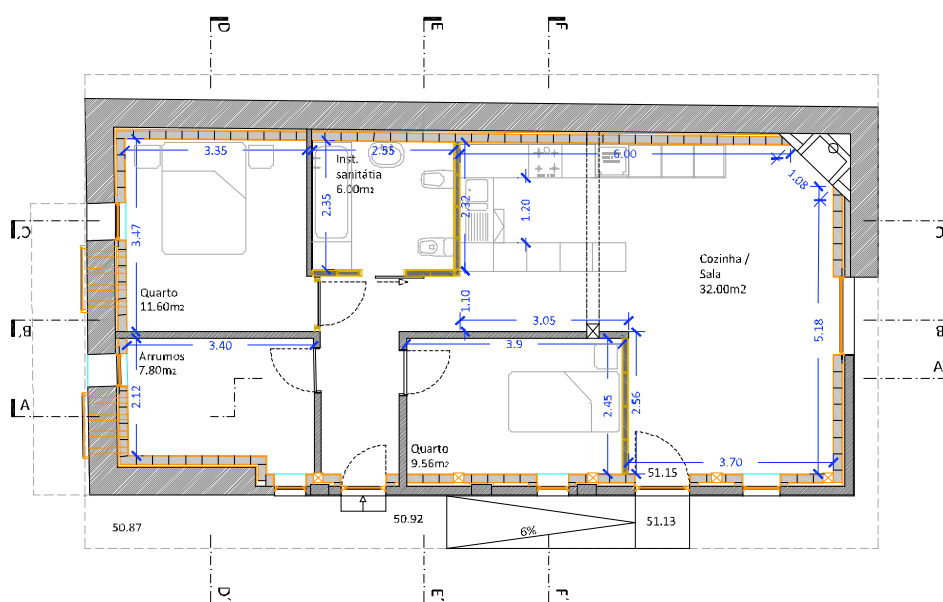 D
E
F
3.35
2.55
6.00
Inst.
sanitátia
6.00m2
1.08
2.35
2.32
1.20
C'
3.47
C'
Cozinha /
Sala
32.00m2
Quarto
11.60m2
1.10
B'
3.05
5.18
B
Arrumos
7.80m2
3.40
3.9
A'
2.12
2.45
2.56
A
Quarto
9.56m2
3.70
51.15
50.87
50.92
6%
51.13
D'
E'
F'